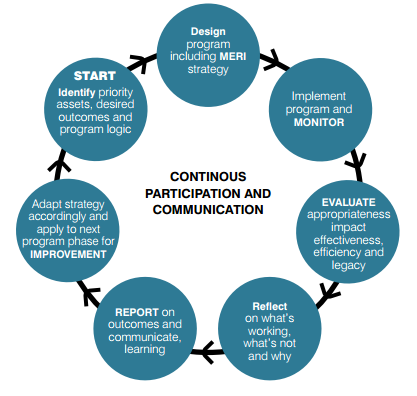 START
Identify priority
assets, desired
outcomes and
program logic
Design
program
including MERI
strategy
Implement
program and
MONITOR
EVALUATE
appropriateness
impact
effectiveness,
efficiency and
legacy
Reflect
on what's
working,
what's not
and why
REPORT on
outcomes and
communicate,
learning
Adapt strategy
accordingly and
apply to next
program phase for
IMPROVEMENT
CONTINOUS
PARTICIPATION AND
COMMUNICATION